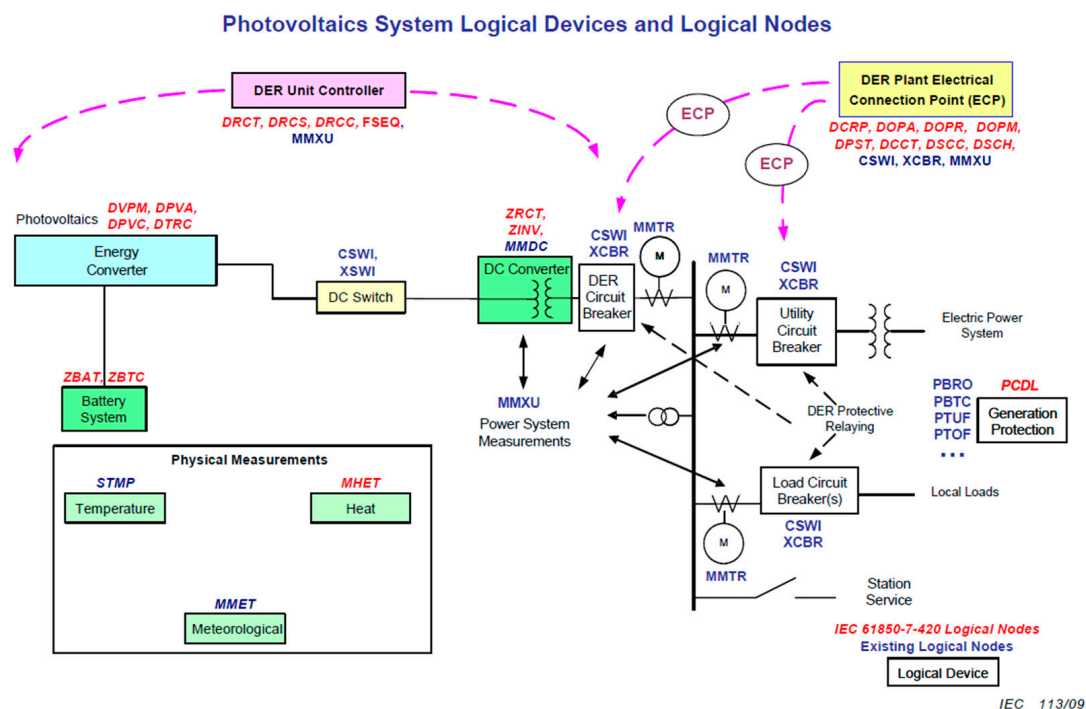 Photovoltaics System Logical Devices and Logical Nodes
DER Unit Controller
DRCT, DRCS, DRCC, FSEQ,
MMXU
ECP
ECP
DER Plant Electrical
Connection Point (ECP)
DCRP, DOPA, DOPR, DOPM,
DPST, DCCT, DSCC, DSCH,
CSWI, XCBR, MMXU
Photovoltaics
DVPM, DPVA,
DPVC, DTRC
Energy
Converter
CSWI,
XSWI
DC Switch
ZRCT,
ZINV,
MMDC
DC Converter
CSWI
XCBR
DER
Circuit
Breaker
MMTR
M
MMTR
M
CSWI
XCBR
Utility
Circuit
Breaker
Electric Power
System
ZBAT, ZBTC
Battery
System
MMXU
Power System
Measurements
DER Protective
Relaying
PBRO
PBTC
PTUF
PTOF
...
PCDL
Generation
Protection
Physical Measurements
STMP
Temperature
MHET
Heat
MMET
Meteorological
Load Circuit
Breaker(s)
Local Loads
CSWI
XCBR
M
MMTR
Station
Service
IEC 61850-7-420 Logical Nodes
Existing Logical Nodes
Logical Device
IEC 113/09